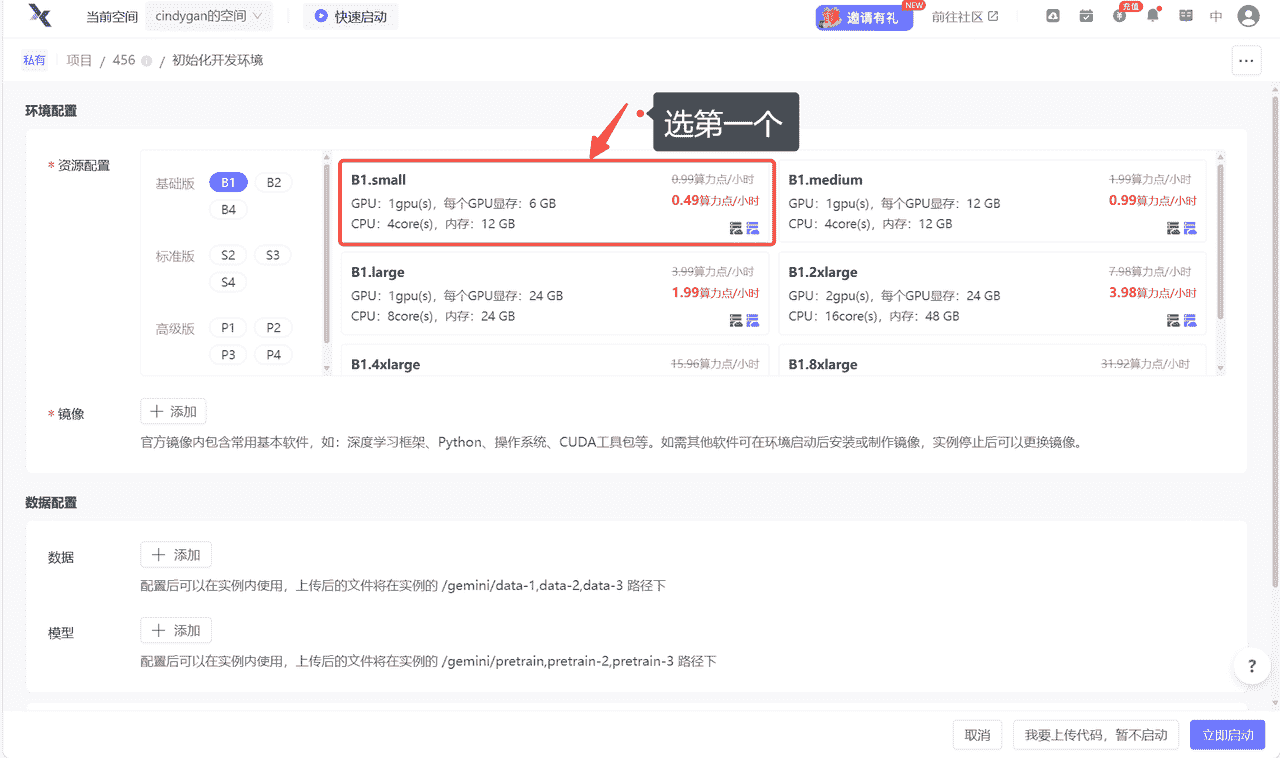 当前空间 cindygan的空间 快速启动 邀请有礼 NEW 前往社区 充值 中
私有 项目 / 456 / 初始化开发环境 ...
环境配置
选第一个
* 资源配置
基础版 B1 B2
B4
标准版 S2 S3
S4
高级版 P1 P2
P3 P4
B1.small 0.99算力点/小时
GPU：1gpu(s)，每个GPU显存：6 GB 0.49算力点/小时
CPU：4core(s)，内存：12 GB
B1.medium 1.99算力点/小时
GPU：1gpu(s)，每个GPU显存：12 GB 0.99算力点/小时
CPU：4core(s)，内存：12 GB
B1.large 3.99算力点/小时
GPU：1gpu(s)，每个GPU显存：24 GB 1.99算力点/小时
CPU：8core(s)，内存：24 GB
B1.2xlarge 7.98算力点/小时
GPU：2gpu(s)，每个GPU显存：24 GB 3.98算力点/小时
CPU：16core(s)，内存：48 GB
B1.4xlarge 15.96算力点/小时
B1.8xlarge 31.92算力点/小时
* 镜像 + 添加
官方镜像内包含常用基本软件，如：深度学习框架、Python、操作系统、CUDA工具包等。如需其他软件可在环境启动后安装或制作镜像，实例停止后可以更换镜像。
数据配置
数据 + 添加
配置后可以在实例内使用，上传后的文件将在实例的 /gemini/data-1,data-2,data-3 路径下
模型 + 添加
配置后可以在实例内使用，上传后的文件将在实例的 /gemini/pretrain,pretrain-2,pretrain-3 路径下
?
取消 我要上传代码，暂不启动 立即启动